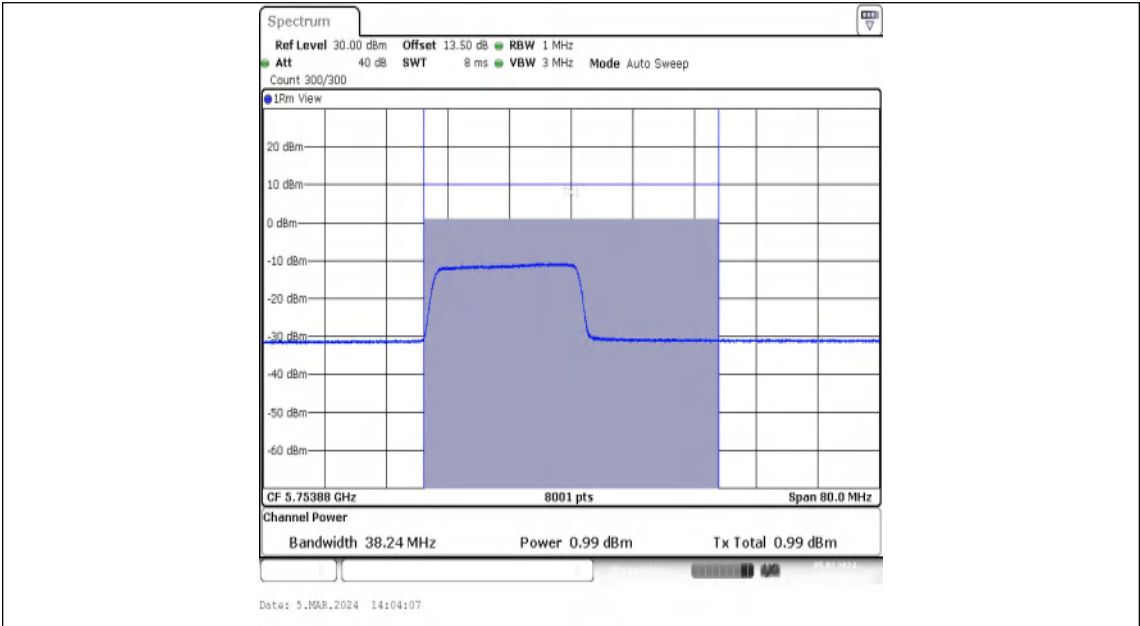 Spectrum
Ref Level 30.00 dBm Offset 13.50 dB RBW 1 MHz
Att 40 dB SWT 8 ms VBW 3 MHz Mode Auto Sweep
Count 300/300
1Rm View
20 dBm
10 dBm
0 dBm
-10 dBm
-20 dBm
-30 dBm
-40 dBm
-50 dBm
-60 dBm
CF 5.75388 GHz 8001 pts Span 80.0 MHz
Channel Power
Bandwidth 38.24 MHz Power 0.99 dBm Tx Total 0.99 dBm
Date: 5.MAR.2024 14:04:07